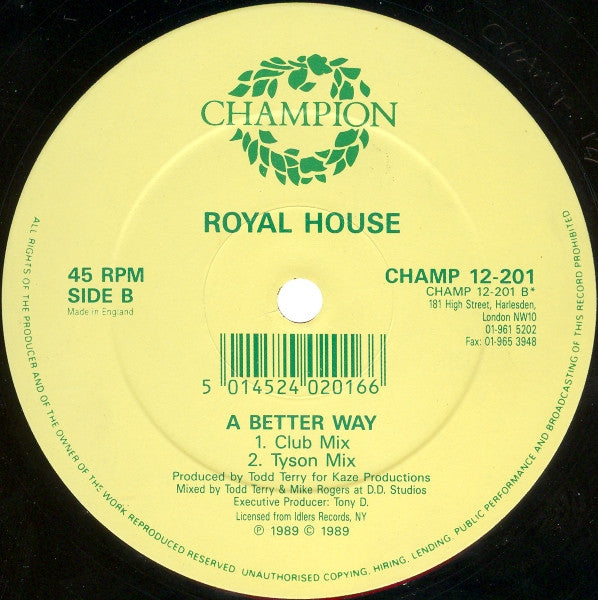 CHAMPION
ROYAL HOUSE
45 RPM
SIDE B
Made in England
CHAMP 12-201
CHAMP 12-201 B*
181 High Street, Harlesden,
London NW10
01-961 5202
Fax: 01-965 3948
5 014524 020166
A BETTER WAY
1. Club Mix
2. Tyson Mix
Produced by Todd Terry for Kaze Productions
Mixed by Todd Terry & Mike Rogers at D.D. Studios
Executive Producer: Tony D.
Licensed from Idlers Records, NY
℗ 1989 © 1989
ALL RIGHTS OF THE PRODUCER AND OF THE OWNER OF THE WORK REPRODUCED RESERVED. UNAUTHORISED COPYING, HIRING, LENDING, PUBLIC PERFORMANCE AND BROADCASTING OF THIS RECORD PROHIBITED